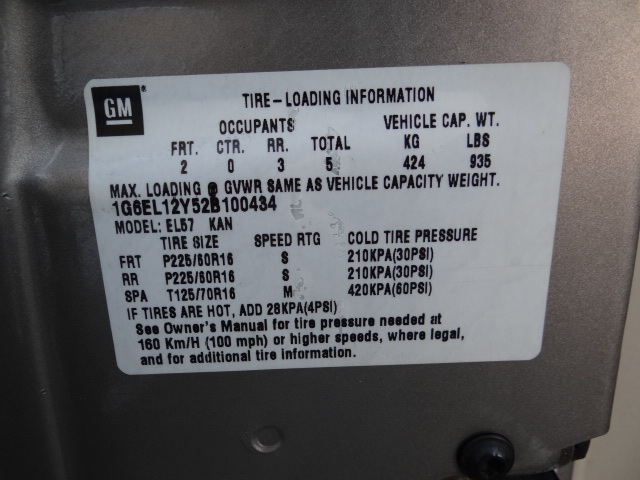 GM
TIRE-LOADING INFORMATION
OCCUPANTS VEHICLE CAP. WT.
FRT. CTR. RR. TOTAL KG LBS
2 0 3 5 424 935
MAX. LOADING @ GVWR SAME AS VEHICLE CAPACITY WEIGHT.
1G6EL12Y52B100434
MODEL: EL57 KAN
TIRE SIZE SPEED RTG COLD TIRE PRESSURE
FRT P225/60R16 S 210KPA(30PSI)
RR P225/60R16 S 210KPA(30PSI)
SPA T125/70R16 M 420KPA(60PSI)
IF TIRES ARE HOT, ADD 28KPA(4PSI)
See Owner's Manual for tire pressure needed at
160 Km/H (100 mph) or higher speeds, where legal,
and for additional tire information.